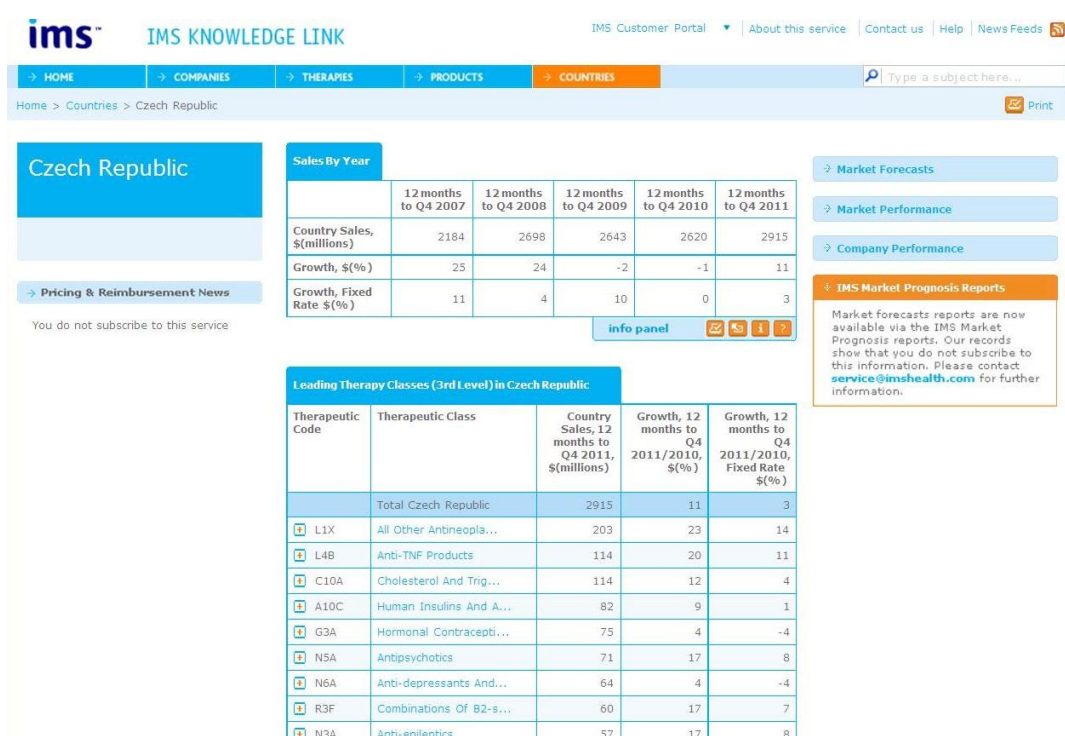 ims™
IMS KNOWLEDGE LINK
IMS Customer Portal ▼ About this service Contact us Help News Feeds
→ HOME → COMPANIES → THERAPIES → PRODUCTS → COUNTRIES
Type a subject here...
Home > Countries > Czech Republic
Print
Czech Republic
→ Pricing & Reimbursement News
You do not subscribe to this service
Sales By Year
12 months to Q4 2007 12 months to Q4 2008 12 months to Q4 2009 12 months to Q4 2010 12 months to Q4 2011
Country Sales, $(millions) 2184 2698 2643 2620 2915
Growth, $(%) 25 24 -2 -1 11
Growth, Fixed Rate $(%) 11 4 10 0 3
info panel i ?
Leading Therapy Classes (3rd Level) in Czech Republic
Therapeutic Code Therapeutic Class Country Sales, 12 months to Q4 2011, $(millions) Growth, 12 months to Q4 2011/2010, $(%) Growth, 12 months to Q4 2011/2010, Fixed Rate $(%)
Total Czech Republic 2915 11 3
+ L1X All Other Antineopla... 203 23 14
+ L4B Anti-TNF Products 114 20 11
+ C10A Cholesterol And Trig... 114 12 4
+ A10C Human Insulins And A... 82 9 1
+ G3A Hormonal Contracepti... 75 4 -4
+ N5A Antipsychotics 71 17 8
+ N6A Anti-depressants And... 64 4 -4
+ R3F Combinations Of B2-s... 60 17 7
+ N3A Anti-epileptics 57 17 8
→ Market Forecasts
→ Market Performance
→ Company Performance
↓ IMS Market Prognosis Reports
Market forecasts reports are now
available via the IMS Market
Prognosis reports. Our records
show that you do not subscribe to
this information. Please contact
service@imshealth.com for further
information.